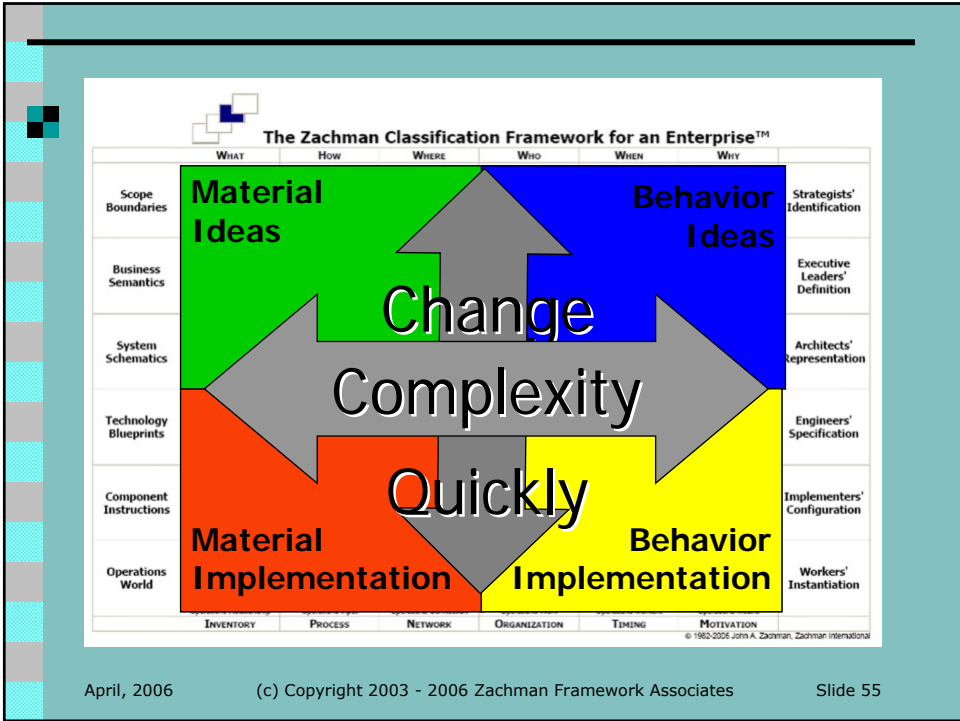 The Zachman Classification Framework for an Enterprise™
WHAT HOW WHERE WHO WHEN WHY
Scope
Boundaries
Material
Ideas
Behavior
Ideas
Strategists'
Identification
Business
Semantics
Executive
Leaders'
Definition
Change
System
Schematics
Architects'
Representation
Complexity
Technology
Blueprints
Engineers'
Specification
Quickly
Component
Instructions
Implementers'
Configuration
Material
Implementation
Behavior
Implementation
Operations
World
Workers'
Instantiation
INVENTORY PROCESS NETWORK ORGANIZATION TIMING MOTIVATION
© 1982-2006 John A. Zachman, Zachman International
April, 2006 (c) Copyright 2003 - 2006 Zachman Framework Associates Slide 55